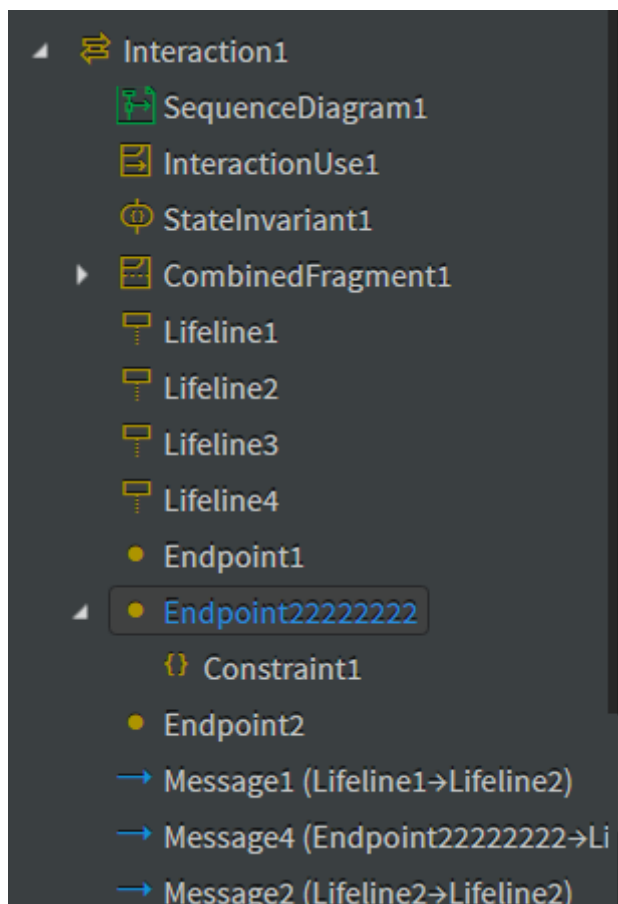 Interaction1
SequenceDiagram1
InteractionUse1
StateInvariant1
CombinedFragment1
Lifeline1
Lifeline2
Lifeline3
Lifeline4
Endpoint1
Endpoint22222222
{} Constraint1
Endpoint2
Message1 (Lifeline1→Lifeline2)
Message4 (Endpoint22222222→Li
Message2 (Lifeline2→Lifeline2)